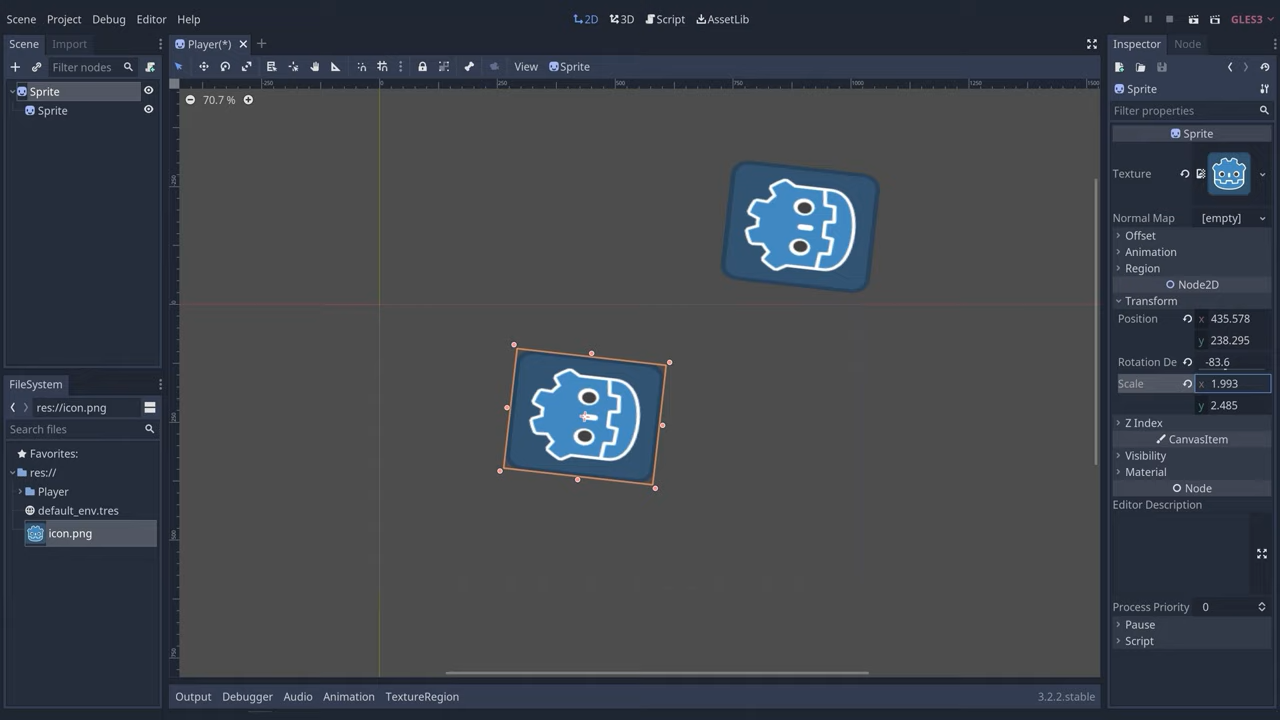 Scene Project Debug Editor Help 2D 3D Script AssetLib GLES3
Scene Import Player(*) Inspector Node
Filter nodes View Sprite
Sprite
Sprite
70.7 %
Sprite
Filter properties
Sprite
Texture
Normal Map [empty]
Offset
Animation
Region
Node2D
Transform
Position x 435.578
y 238.295
Rotation De -83.6
Scale x 1.993
y 2.485
Z Index
CanvasItem
Visibility
Material
Node
Editor Description
Process Priority 0
Pause
Script
FileSystem
res://icon.png
Search files
Favorites:
res://
Player
default_env.tres
icon.png
Output Debugger Audio Animation TextureRegion 3.2.2.stable